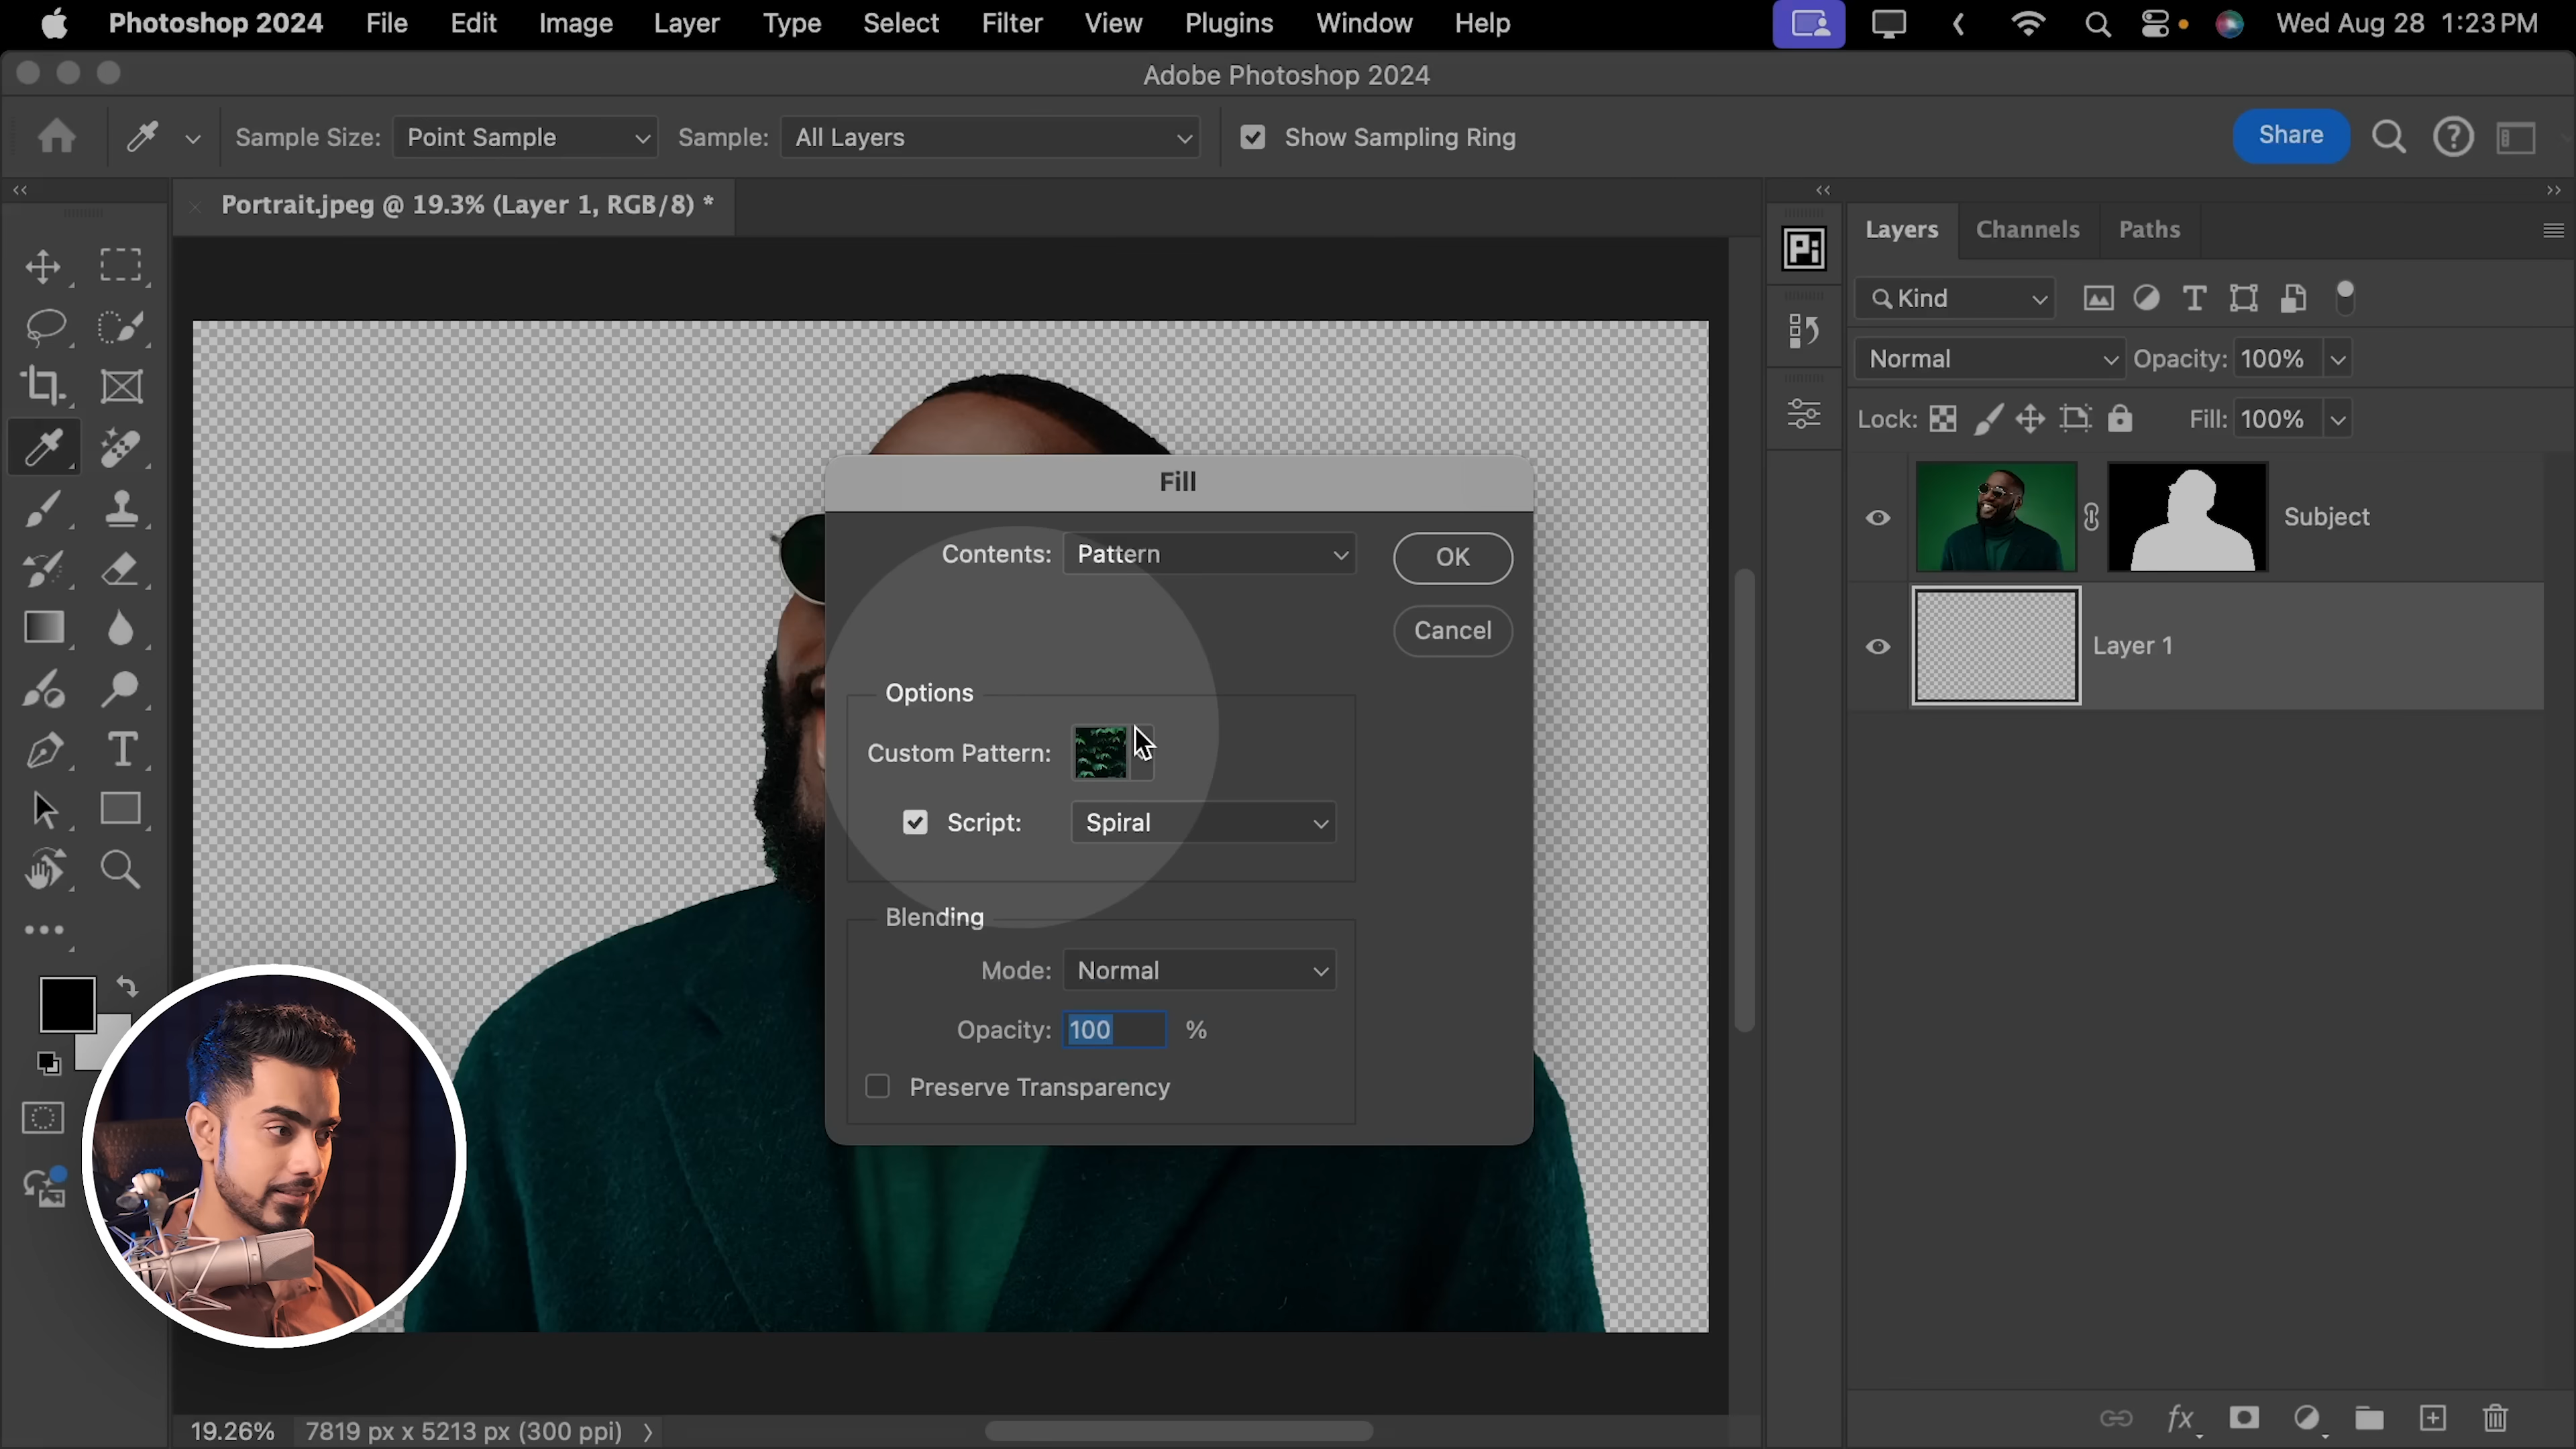 Photoshop 2024 File Edit Image Layer Type Select Filter View Plugins Window Help Wed Aug 28 1:23 PM
Adobe Photoshop 2024
Sample Size: Point Sample Sample: All Layers Show Sampling Ring Share
Portrait.jpeg @ 19.3% (Layer 1, RGB/8) *
Layers Channels Paths
Kind
Normal Opacity: 100%
Lock: Fill: 100%
Subject
Layer 1
Fill
Contents: Pattern OK
Cancel
Options
Custom Pattern:
Script: Spiral
Blending
Mode: Normal
Opacity: 100 %
Preserve Transparency
19.26% 7819 px x 5213 px (300 ppi)
Pi
fx